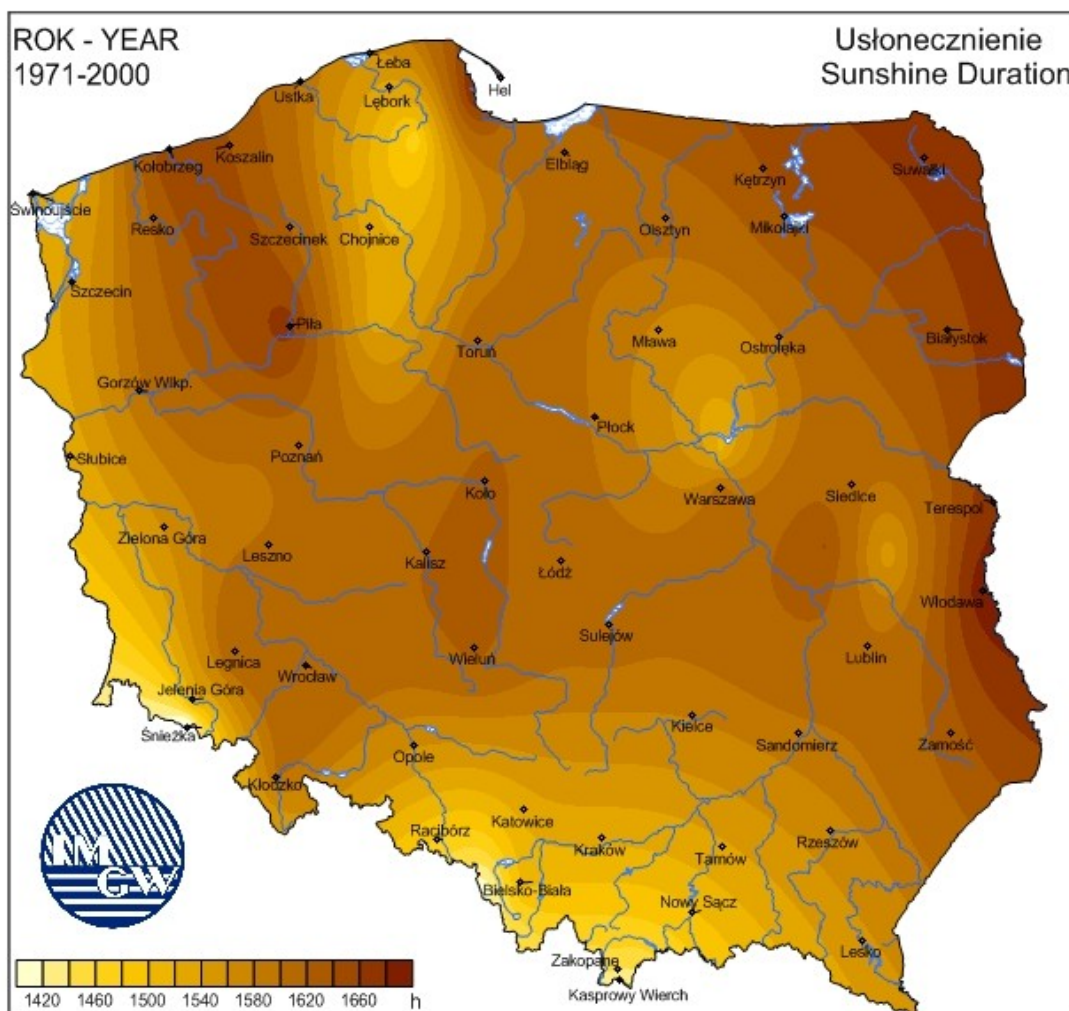 ROK - YEAR
1971-2000
Usłonecznienie
Sunshine Duration
Łeba
Ustka
Lębork
Hel
Koszalin
Kołobrzeg
Elbląg
Kętrzyn
Suwałki
Świnoujście
Resko
Szczecinek
Chojnice
Olsztyn
Mikołajki
Szczecin
Piła
Toruń
Mława
Ostrołęka
Białystok
Gorzów Wlkp.
Płock
Słubice
Poznań
Koło
Warszawa
Siedlce
Terespol
Zielona Góra
Leszno
Kalisz
Łódź
Włodawa
Sulejów
Legnica
Wrocław
Wieluń
Lublin
Jelenia Góra
Śnieżka
Opole
Kielce
Sandomierz
Zamość
Kłodzko
Katowice
Racibórz
Kraków
Tarnów
Rzeszów
Bielsko-Biała
Nowy Sącz
Lesko
Zakopane
Kasprowy Wierch
IM
GW
1420 1460 1500 1540 1580 1620 1660 h